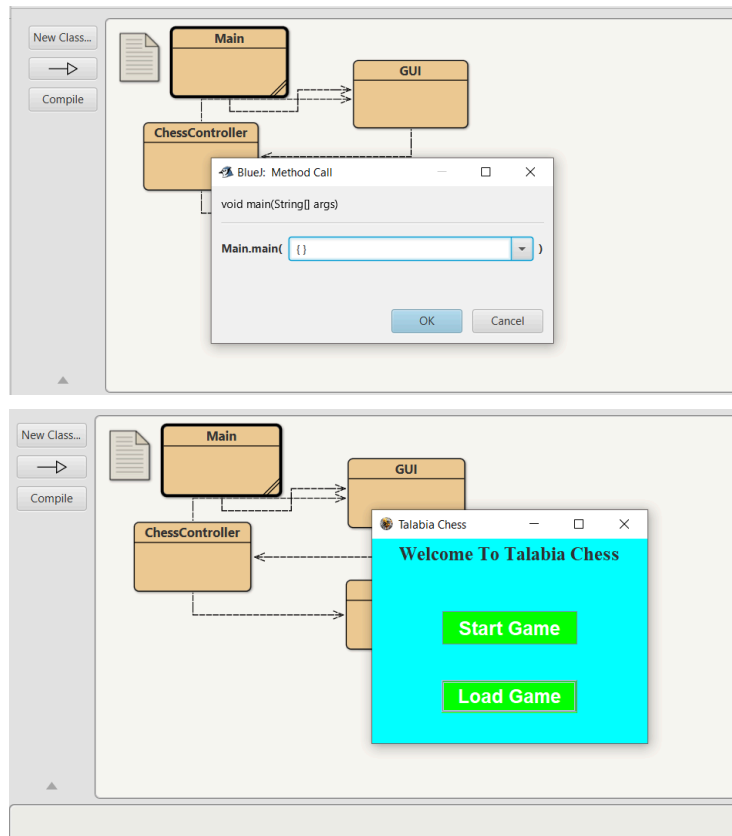 New Class...
Compile
Main
GUI
ChessController
BlueJ: Method Call
void main(String[] args)
Main.main( { } )
OK
Cancel
New Class...
Compile
Main
GUI
ChessController
Talabia Chess
Welcome To Talabia Chess
Start Game
Load Game